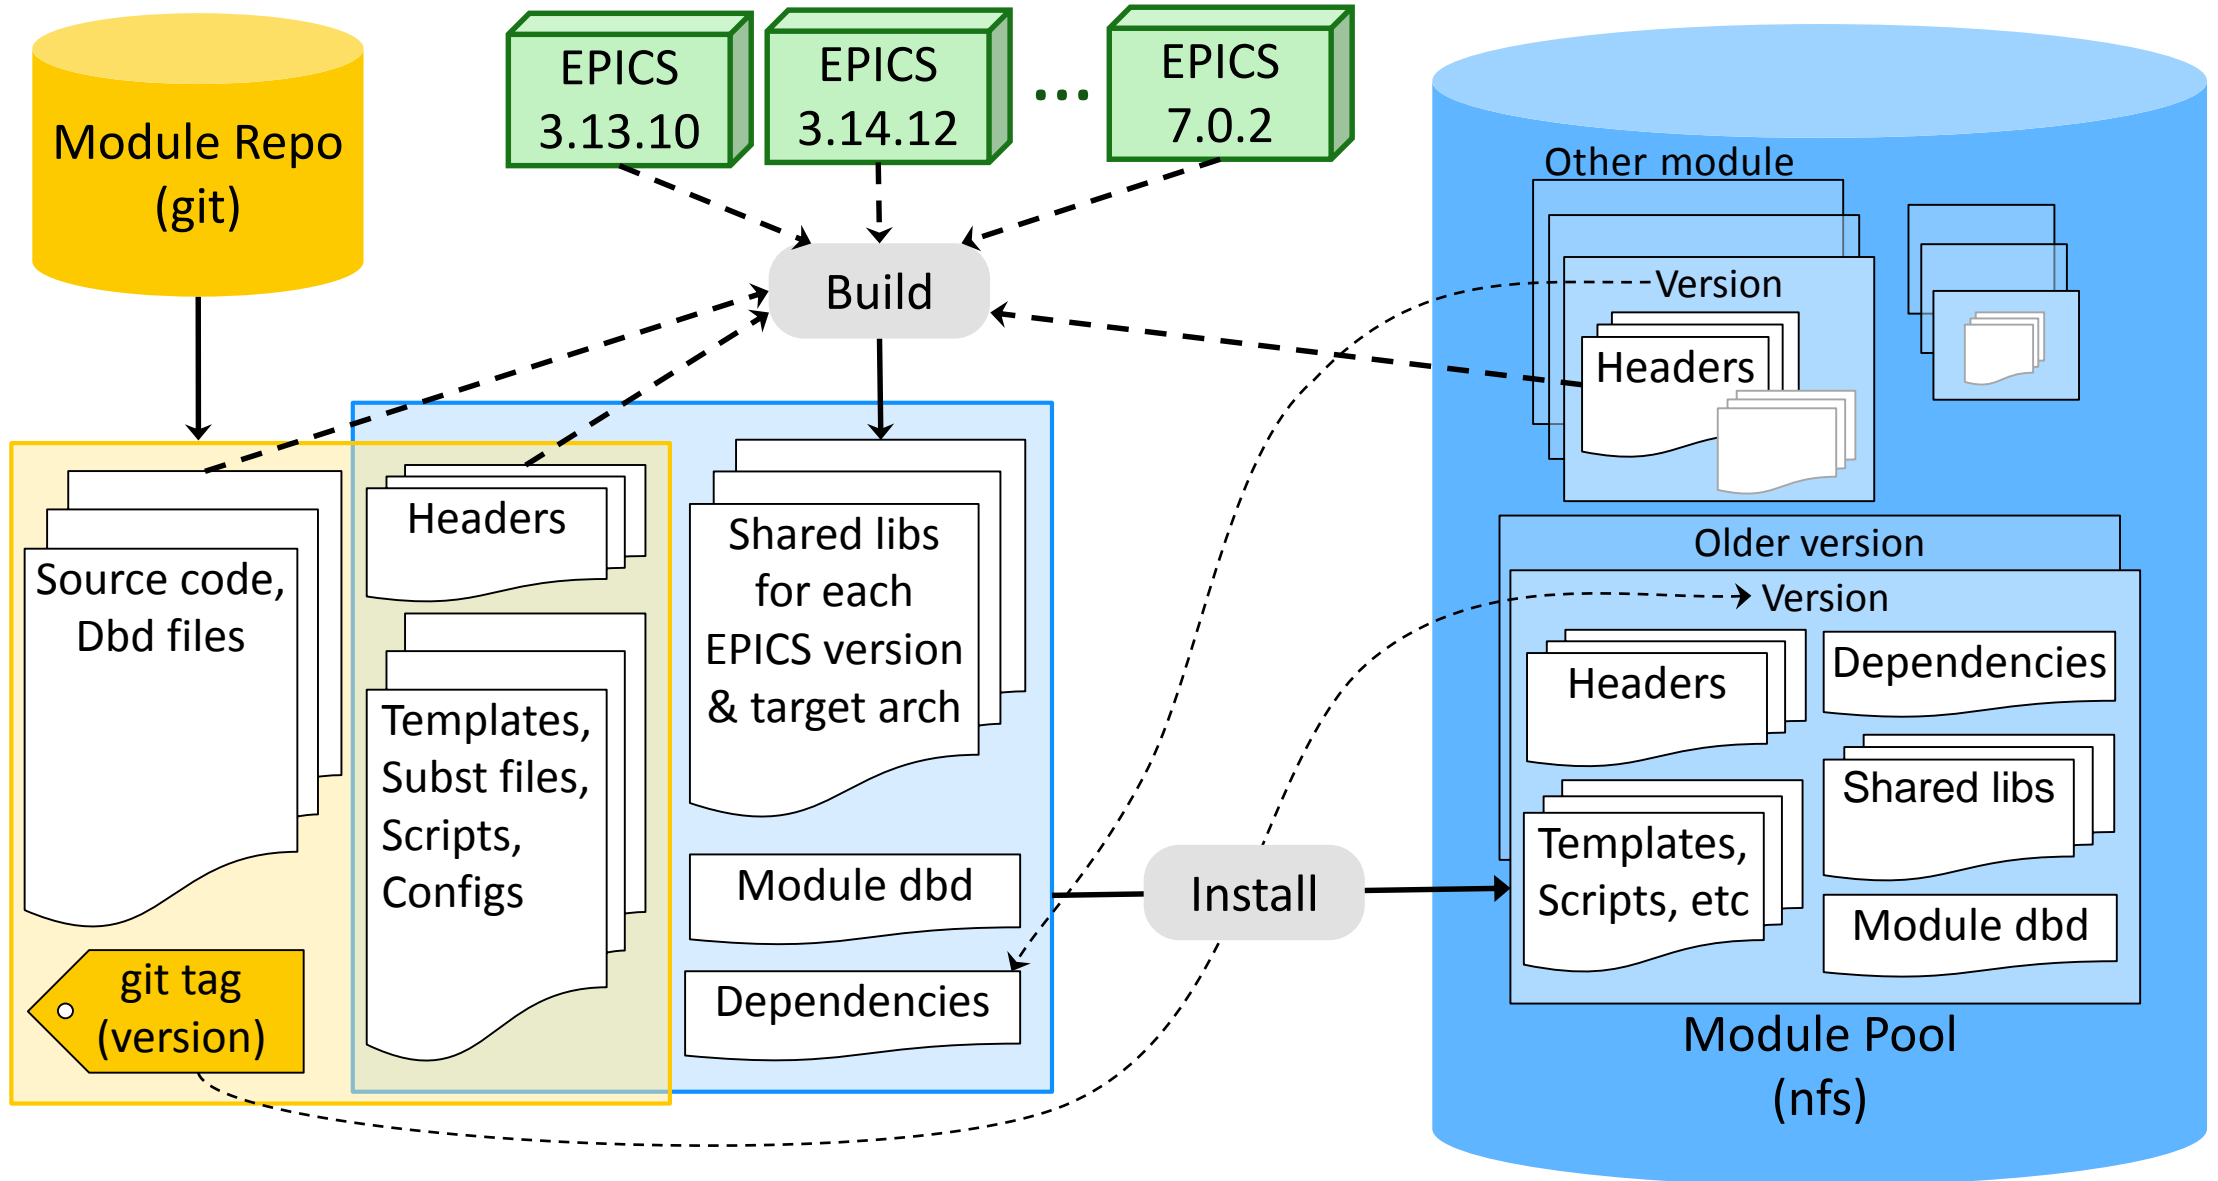 Module Repo
(git)
EPICS
3.13.10
EPICS
3.14.12
...
EPICS
7.0.2
Build
Source code,
Dbd files
git tag
(version)
Headers
Templates,
Subst files,
Scripts,
Configs
Shared libs
for each
EPICS version
& target arch
Module dbd
Dependencies
Install
Other module
Version
Headers
Older version
Version
Headers
Dependencies
Shared libs
Templates,
Scripts, etc
Module dbd
Module Pool
(nfs)